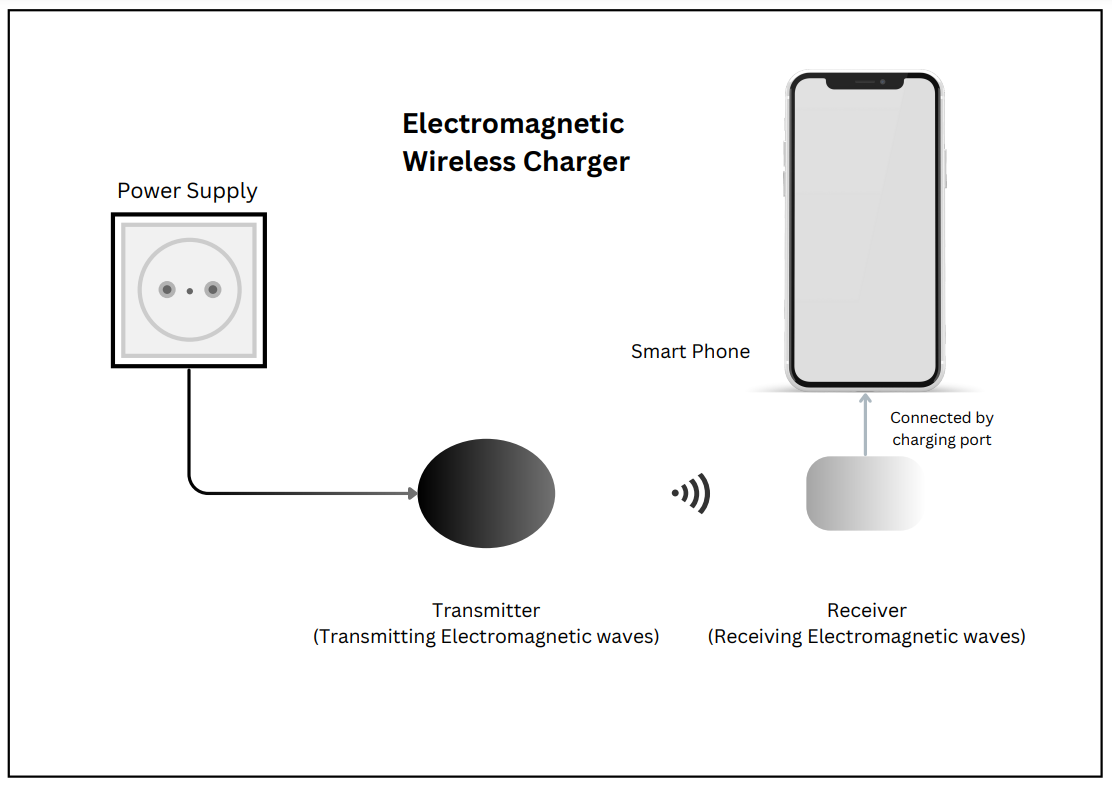 Electromagnetic
Wireless Charger
Power Supply
Smart Phone
Connected by
charging port
Transmitter
(Transmitting Electromagnetic waves)
Receiver
(Receiving Electromagnetic waves)